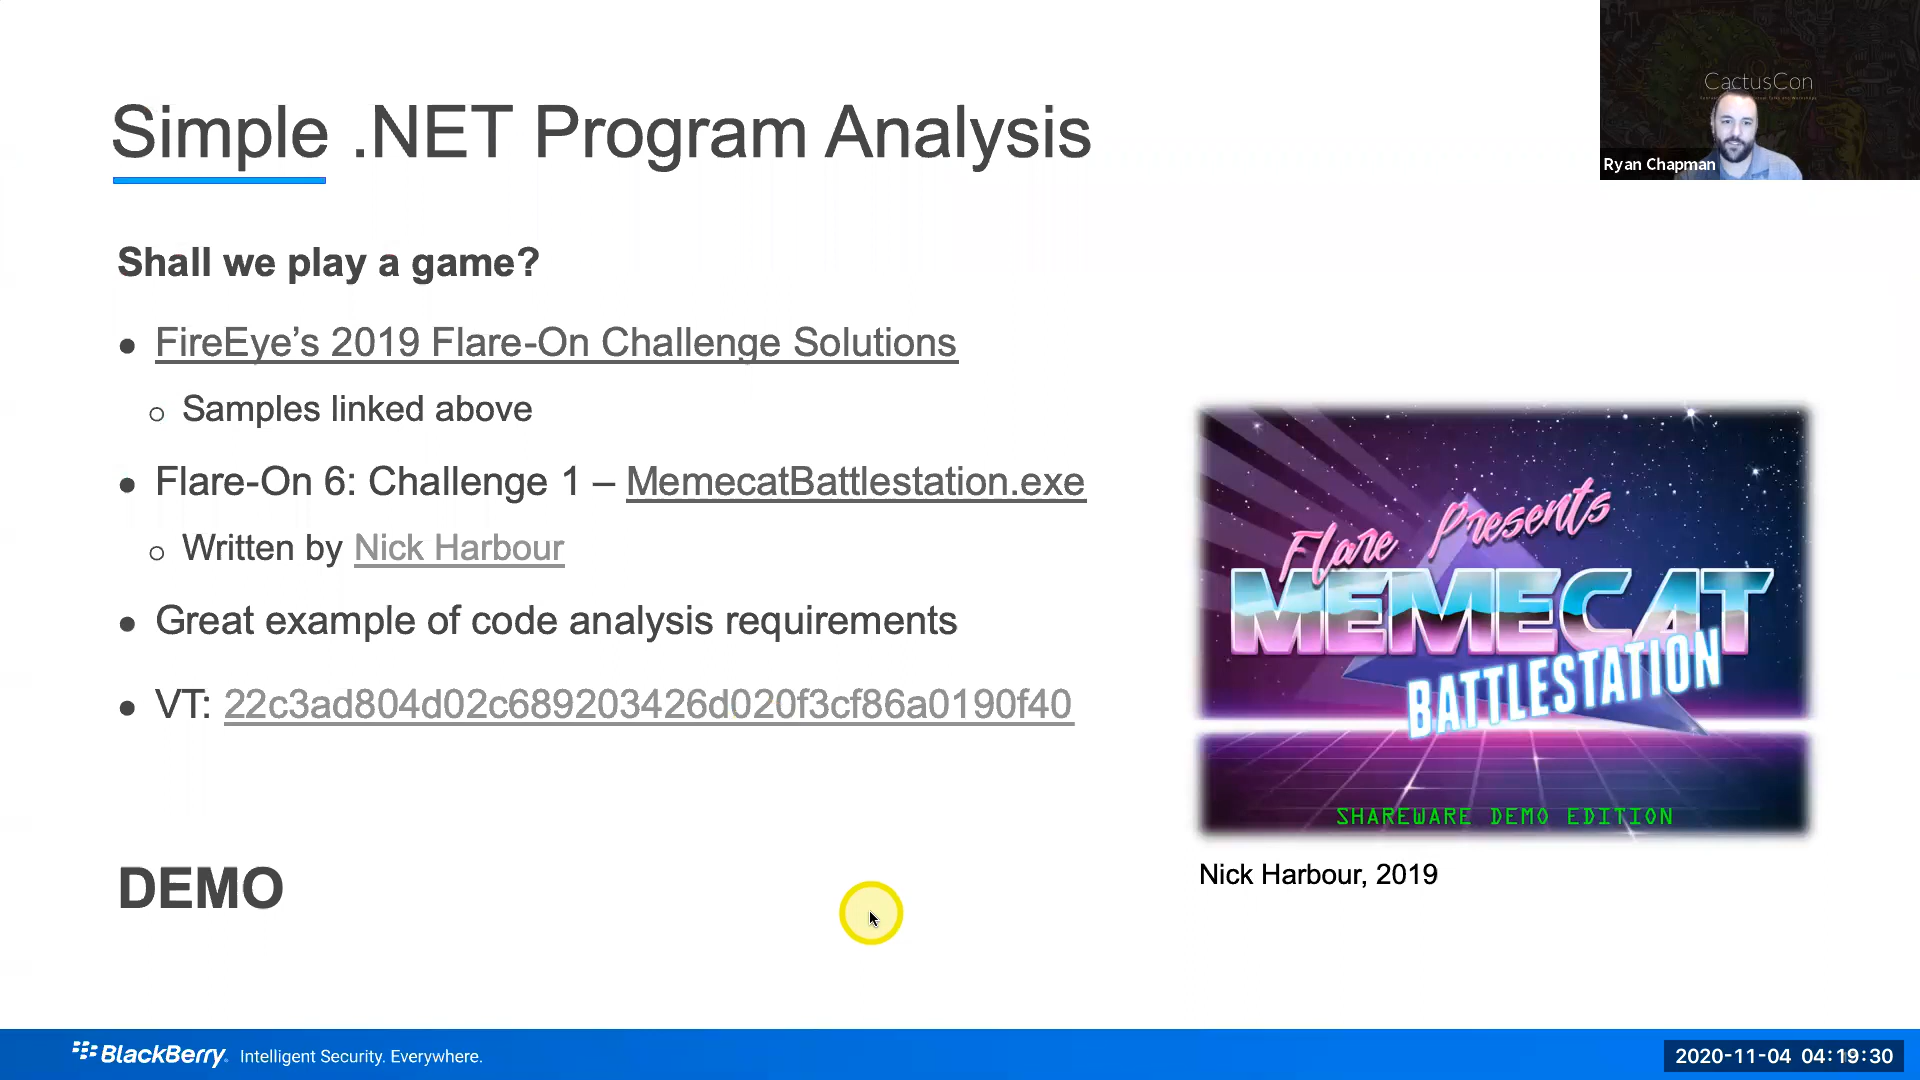 Simple .NET Program Analysis
CactusCon
Ryan Chapman
Shall we play a game?
● FireEye’s 2019 Flare-On Challenge Solutions
○ Samples linked above
● Flare-On 6: Challenge 1 – MemecatBattlestation.exe
○ Written by Nick Harbour
● Great example of code analysis requirements
● VT: 22c3ad804d02c689203426d020f3cf86a0190f40
DEMO
Flare Presents
MEMECAT
BATTLESTATION
SHAREWARE DEMO EDITION
Nick Harbour, 2019
BlackBerry. Intelligent Security. Everywhere.
2020-11-04 04:19:30